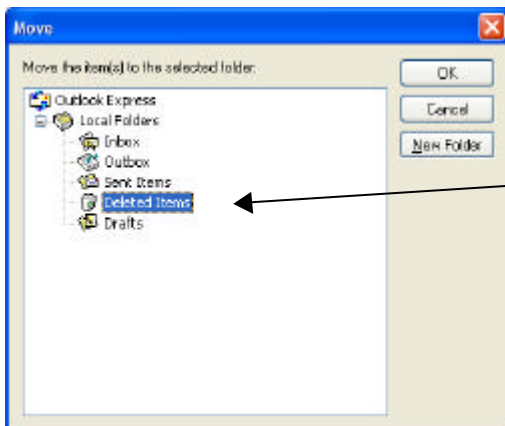 Move
Move the item(s) to the selected folder:
OK
Cancel
New Folder
Outlook Express
Local Folders
Inbox
Outbox
Sent Items
Deleted Items
Drafts